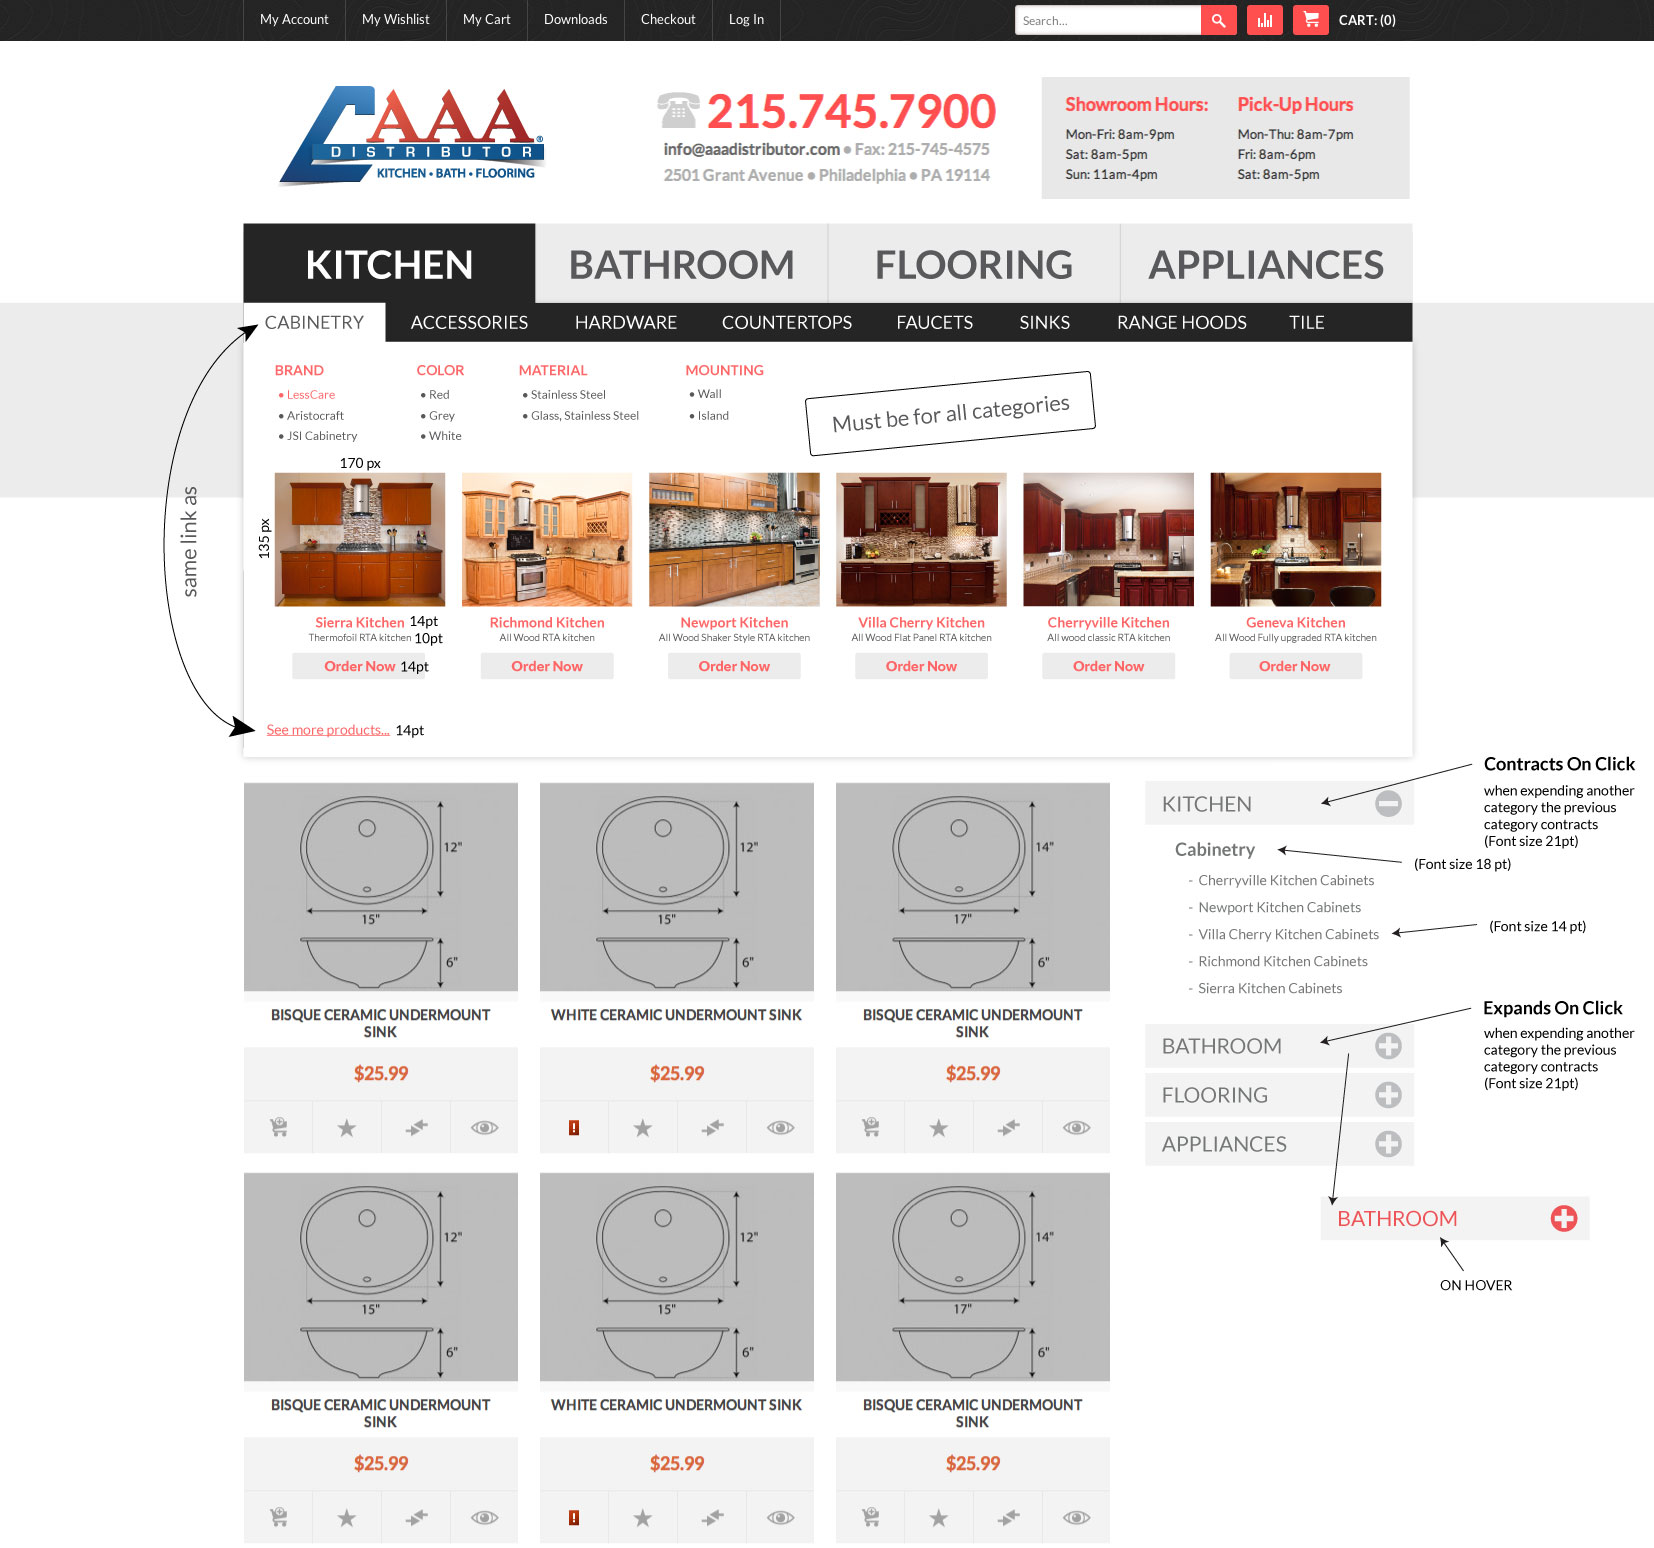 My Account My Wishlist My Cart Downloads Checkout Log In Search... CART: (0)
AAA®
DISTRIBUTOR
KITCHEN • BATH • FLOORING
215.745.7900
info@aaadistributor.com • Fax: 215-745-4575
2501 Grant Avenue • Philadelphia • PA 19114
Showroom Hours:
Mon-Fri: 8am-9pm
Sat: 8am-5pm
Sun: 11am-4pm
Pick-Up Hours
Mon-Thu: 8am-7pm
Fri: 8am-6pm
Sat: 8am-5pm
KITCHEN BATHROOM FLOORING APPLIANCES
CABINETRY ACCESSORIES HARDWARE COUNTERTOPS FAUCETS SINKS RANGE HOODS TILE
BRAND
• LessCare
• Aristocraft
• JSI Cabinetry
COLOR
• Red
• Grey
• White
MATERIAL
• Stainless Steel
• Glass, Stainless Steel
MOUNTING
• Wall
• Island
Must be for all categories
same link as
170 px
135 px
Sierra Kitchen 14pt
Thermofoil RTA kitchen 10pt
Order Now 14pt
Richmond Kitchen
All Wood RTA kitchen
Order Now
Newport Kitchen
All Wood Shaker Style RTA kitchen
Order Now
Villa Cherry Kitchen
All Wood Flat Panel RTA kitchen
Order Now
Cherryville Kitchen
All wood classic RTA kitchen
Order Now
Geneva Kitchen
All Wood Fully upgraded RTA kitchen
Order Now
See more products... 14pt
12"
15"
6"
BISQUE CERAMIC UNDERMOUNT
SINK
$25.99
12"
15"
6"
WHITE CERAMIC UNDERMOUNT SINK
$25.99
14"
17"
6"
BISQUE CERAMIC UNDERMOUNT
SINK
$25.99
12"
15"
6"
BISQUE CERAMIC UNDERMOUNT
SINK
$25.99
12"
15"
6"
WHITE CERAMIC UNDERMOUNT SINK
$25.99
14"
17"
6"
BISQUE CERAMIC UNDERMOUNT
SINK
$25.99
KITCHEN
Cabinetry
- Cherryville Kitchen Cabinets
- Newport Kitchen Cabinets
- Villa Cherry Kitchen Cabinets
- Richmond Kitchen Cabinets
- Sierra Kitchen Cabinets
BATHROOM
FLOORING
APPLIANCES
BATHROOM
ON HOVER
Contracts On Click
when expending another
category the previous
category contracts
(Font size 21pt)
(Font size 18 pt)
(Font size 14 pt)
Expands On Click
when expending another
category the previous
category contracts
(Font size 21pt)